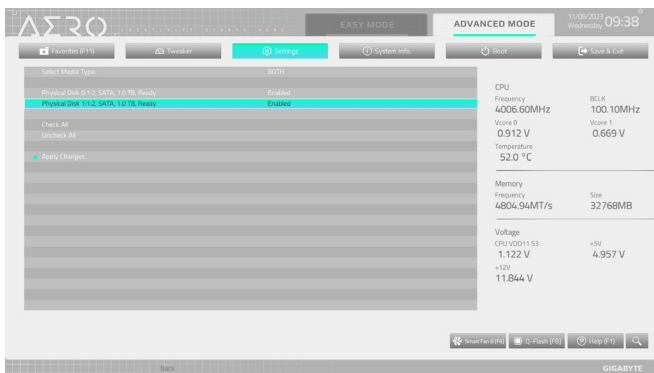 AERO
CREATIVITY STARTS HERE
EASY MODE
ADVANCED MODE
11/08/2023
Wednesday 09:38
Favorites (F11)
Tweaker
Settings
System Info.
Boot
Save & Exit
Select Media Type: BOTH
Physical Disk 0:1:2, SATA, 1.0 TB, Ready Enabled
Physical Disk 1:1:2, SATA, 1.0 TB, Ready Enabled
Check All
Uncheck All
Apply Changes
CPU
Frequency BCLK
4006.60MHz 100.10MHz
Vcore 0 Vcore 1
0.912 V 0.669 V
Temperature
52.0 °C
Memory
Frequency Size
4804.94MT/s 32768MB
Voltage
CPU VDD11 S3 +5V
1.122 V 4.957 V
+12V
11.844 V
Smart Fan 6 [F6] Q-Flash [F8] Help (F1)
Back
GIGABYTE